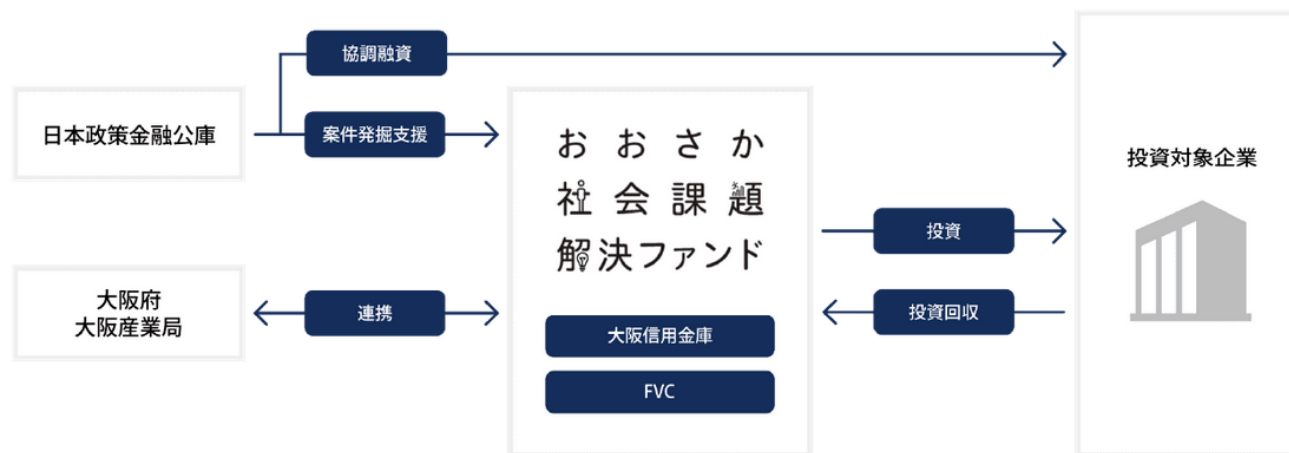 協調融資
日本政策金融公庫
案件発掘支援
おおさか
社会課題
解決ファンド
投資対象企業
投資
大阪府
大阪産業局
連携
投資回収
大阪信用金庫
FVC